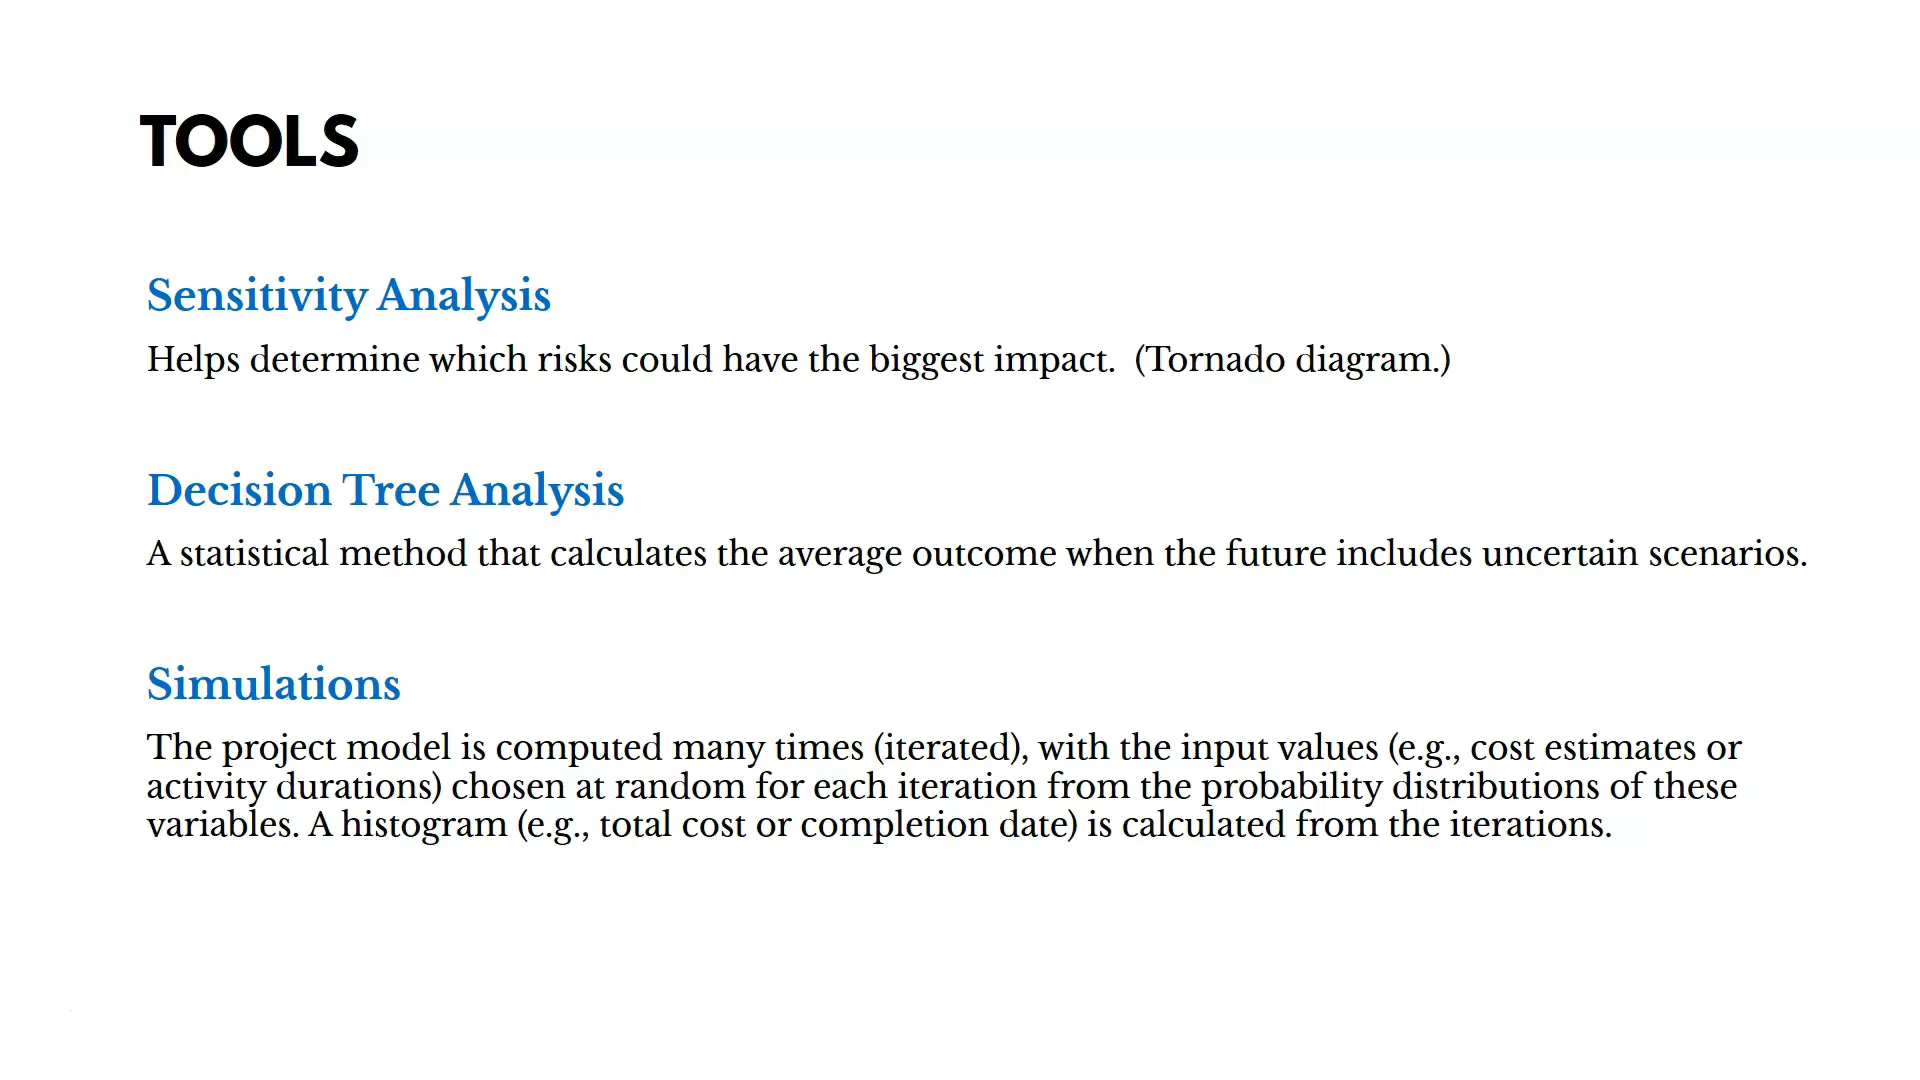 TOOLS
Sensitivity Analysis
Helps determine which risks could have the biggest impact.  (Tornado diagram.)
Decision Tree Analysis
A statistical method that calculates the average outcome when the future includes uncertain scenarios.
Simulations
The project model is computed many times (iterated), with the input values (e.g., cost estimates or
activity durations) chosen at random for each iteration from the probability distributions of these
variables. A histogram (e.g., total cost or completion date) is calculated from the iterations.